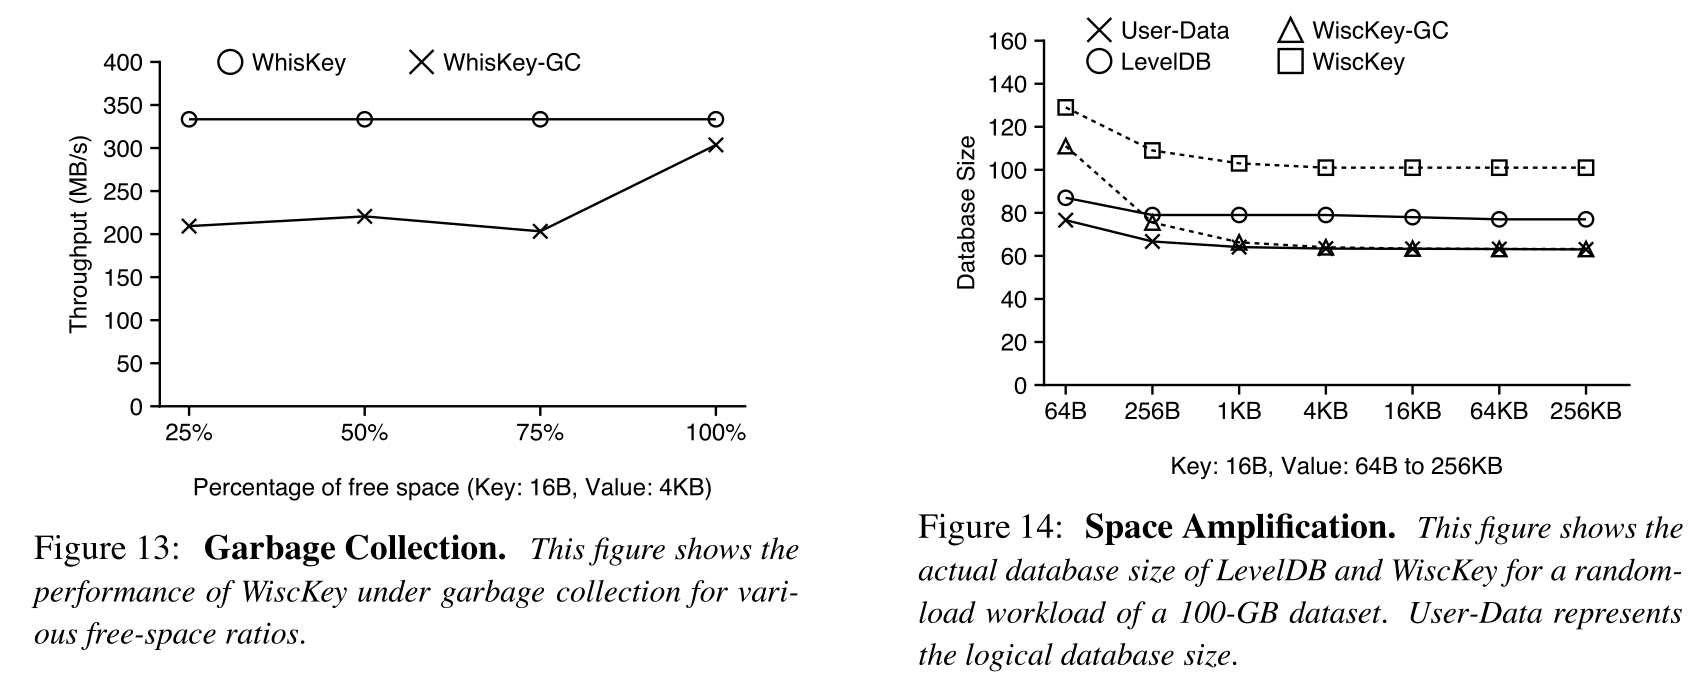 400
350
300
250
200
150
100
50
0
Throughput (MB/s)
WhisKey
WhisKey-GC
25% 50% 75% 100%
Percentage of free space (Key: 16B, Value: 4KB)
Figure 13: Garbage Collection. This figure shows the
performance of WiscKey under garbage collection for vari-
ous free-space ratios.
160
140
120
100
80
60
40
20
0
Database Size
User-Data WiscKey-GC
LevelDB WiscKey
64B 256B 1KB 4KB 16KB 64KB 256KB
Key: 16B, Value: 64B to 256KB
Figure 14: Space Amplification. This figure shows the
actual database size of LevelDB and WiscKey for a random-
load workload of a 100-GB dataset. User-Data represents
the logical database size.